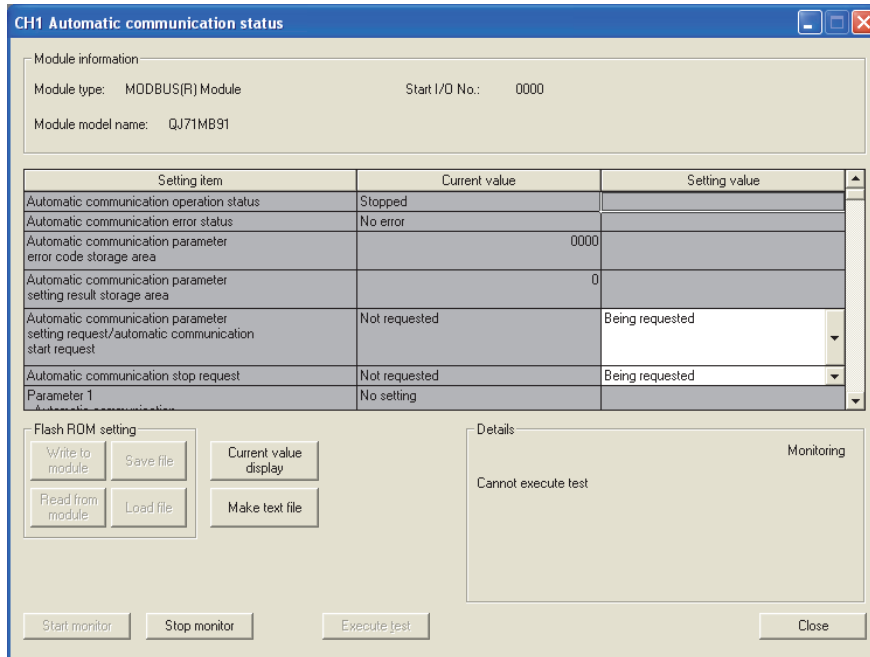 CH1 Automatic communication status
Module information
Module type: MODBUS(R) Module Start I/O No.: 0000
Module model name: QJ71MB91
Setting item Current value Setting value
Automatic communication operation status Stopped
Automatic communication error status No error
Automatic communication parameter 0000
error code storage area
Automatic communication parameter 0
setting result storage area
Automatic communication parameter Not requested Being requested
setting request/automatic communication
start request
Automatic communication stop request Not requested Being requested
Parameter 1 No setting
Flash ROM setting
Write to
module
Save file
Read from
module
Load file
Current value
display
Make text file
Details
Monitoring
Cannot execute test
Start monitor Stop monitor Execute test Close